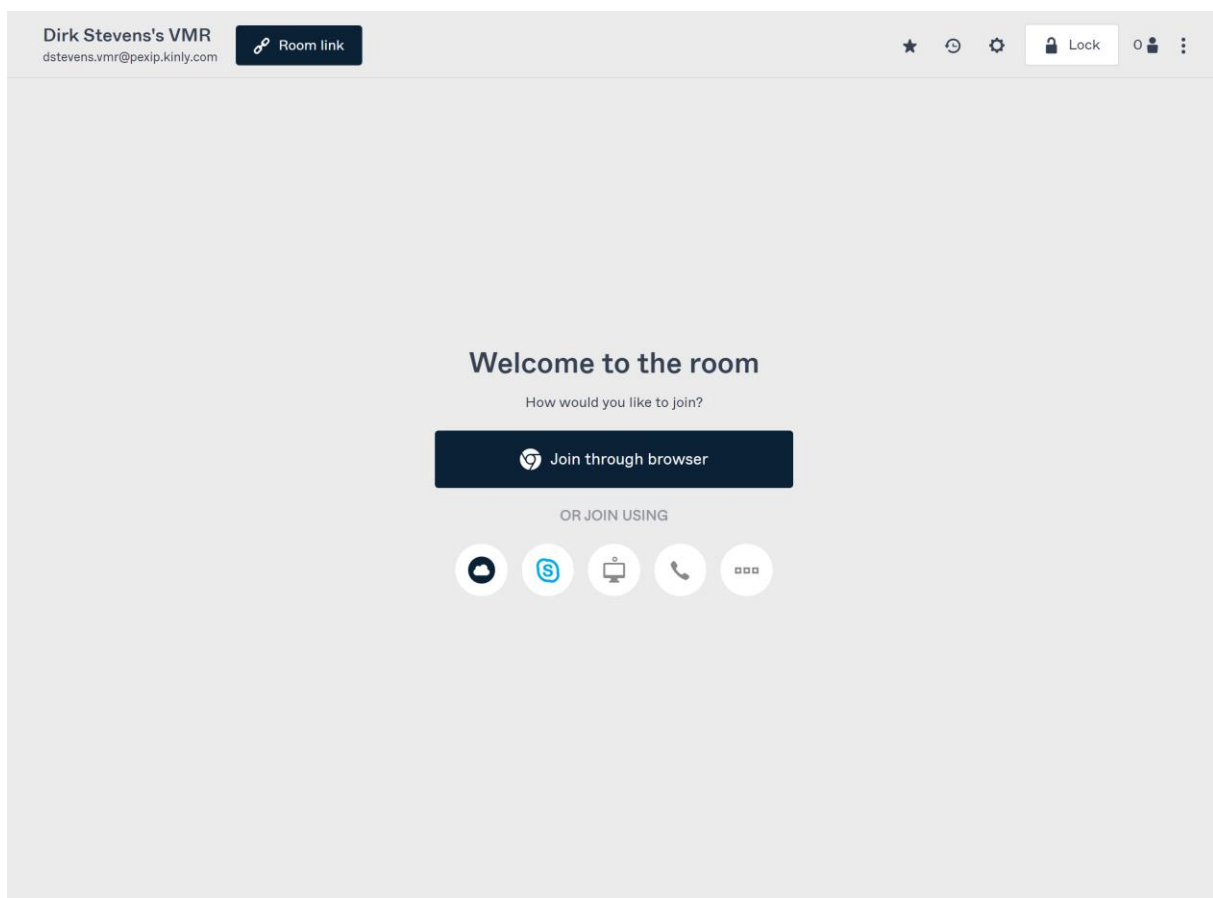 Dirk Stevens's VMR
dstevens.vmr@pexip.kinly.com
Room link
Lock
0
Welcome to the room
How would you like to join?
Join through browser
OR JOIN USING
S